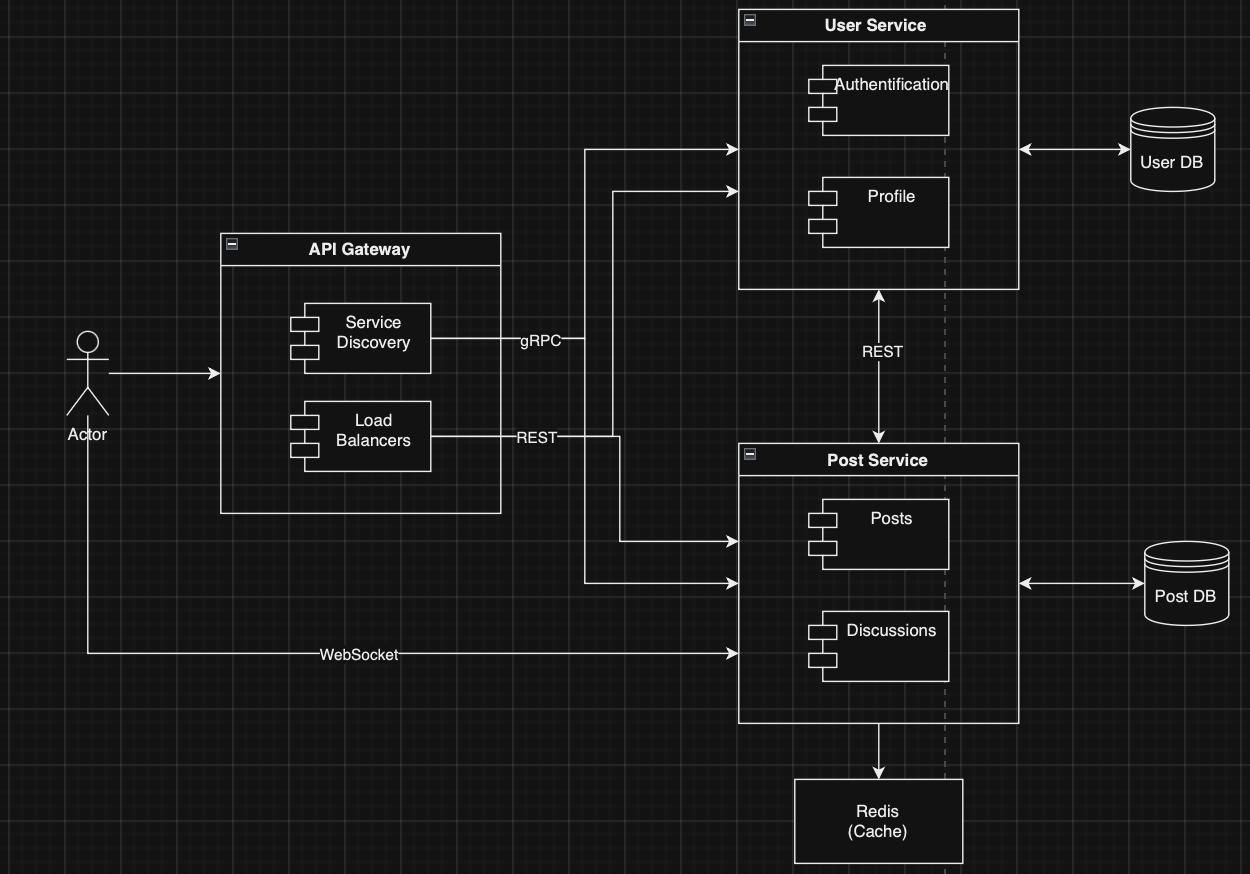 User Service
Authentification
Profile
User DB
API Gateway
Service
Discovery
gRPC
Load
Balancers
REST
Actor
REST
Post Service
Posts
Discussions
Post DB
WebSocket
Redis
(Cache)